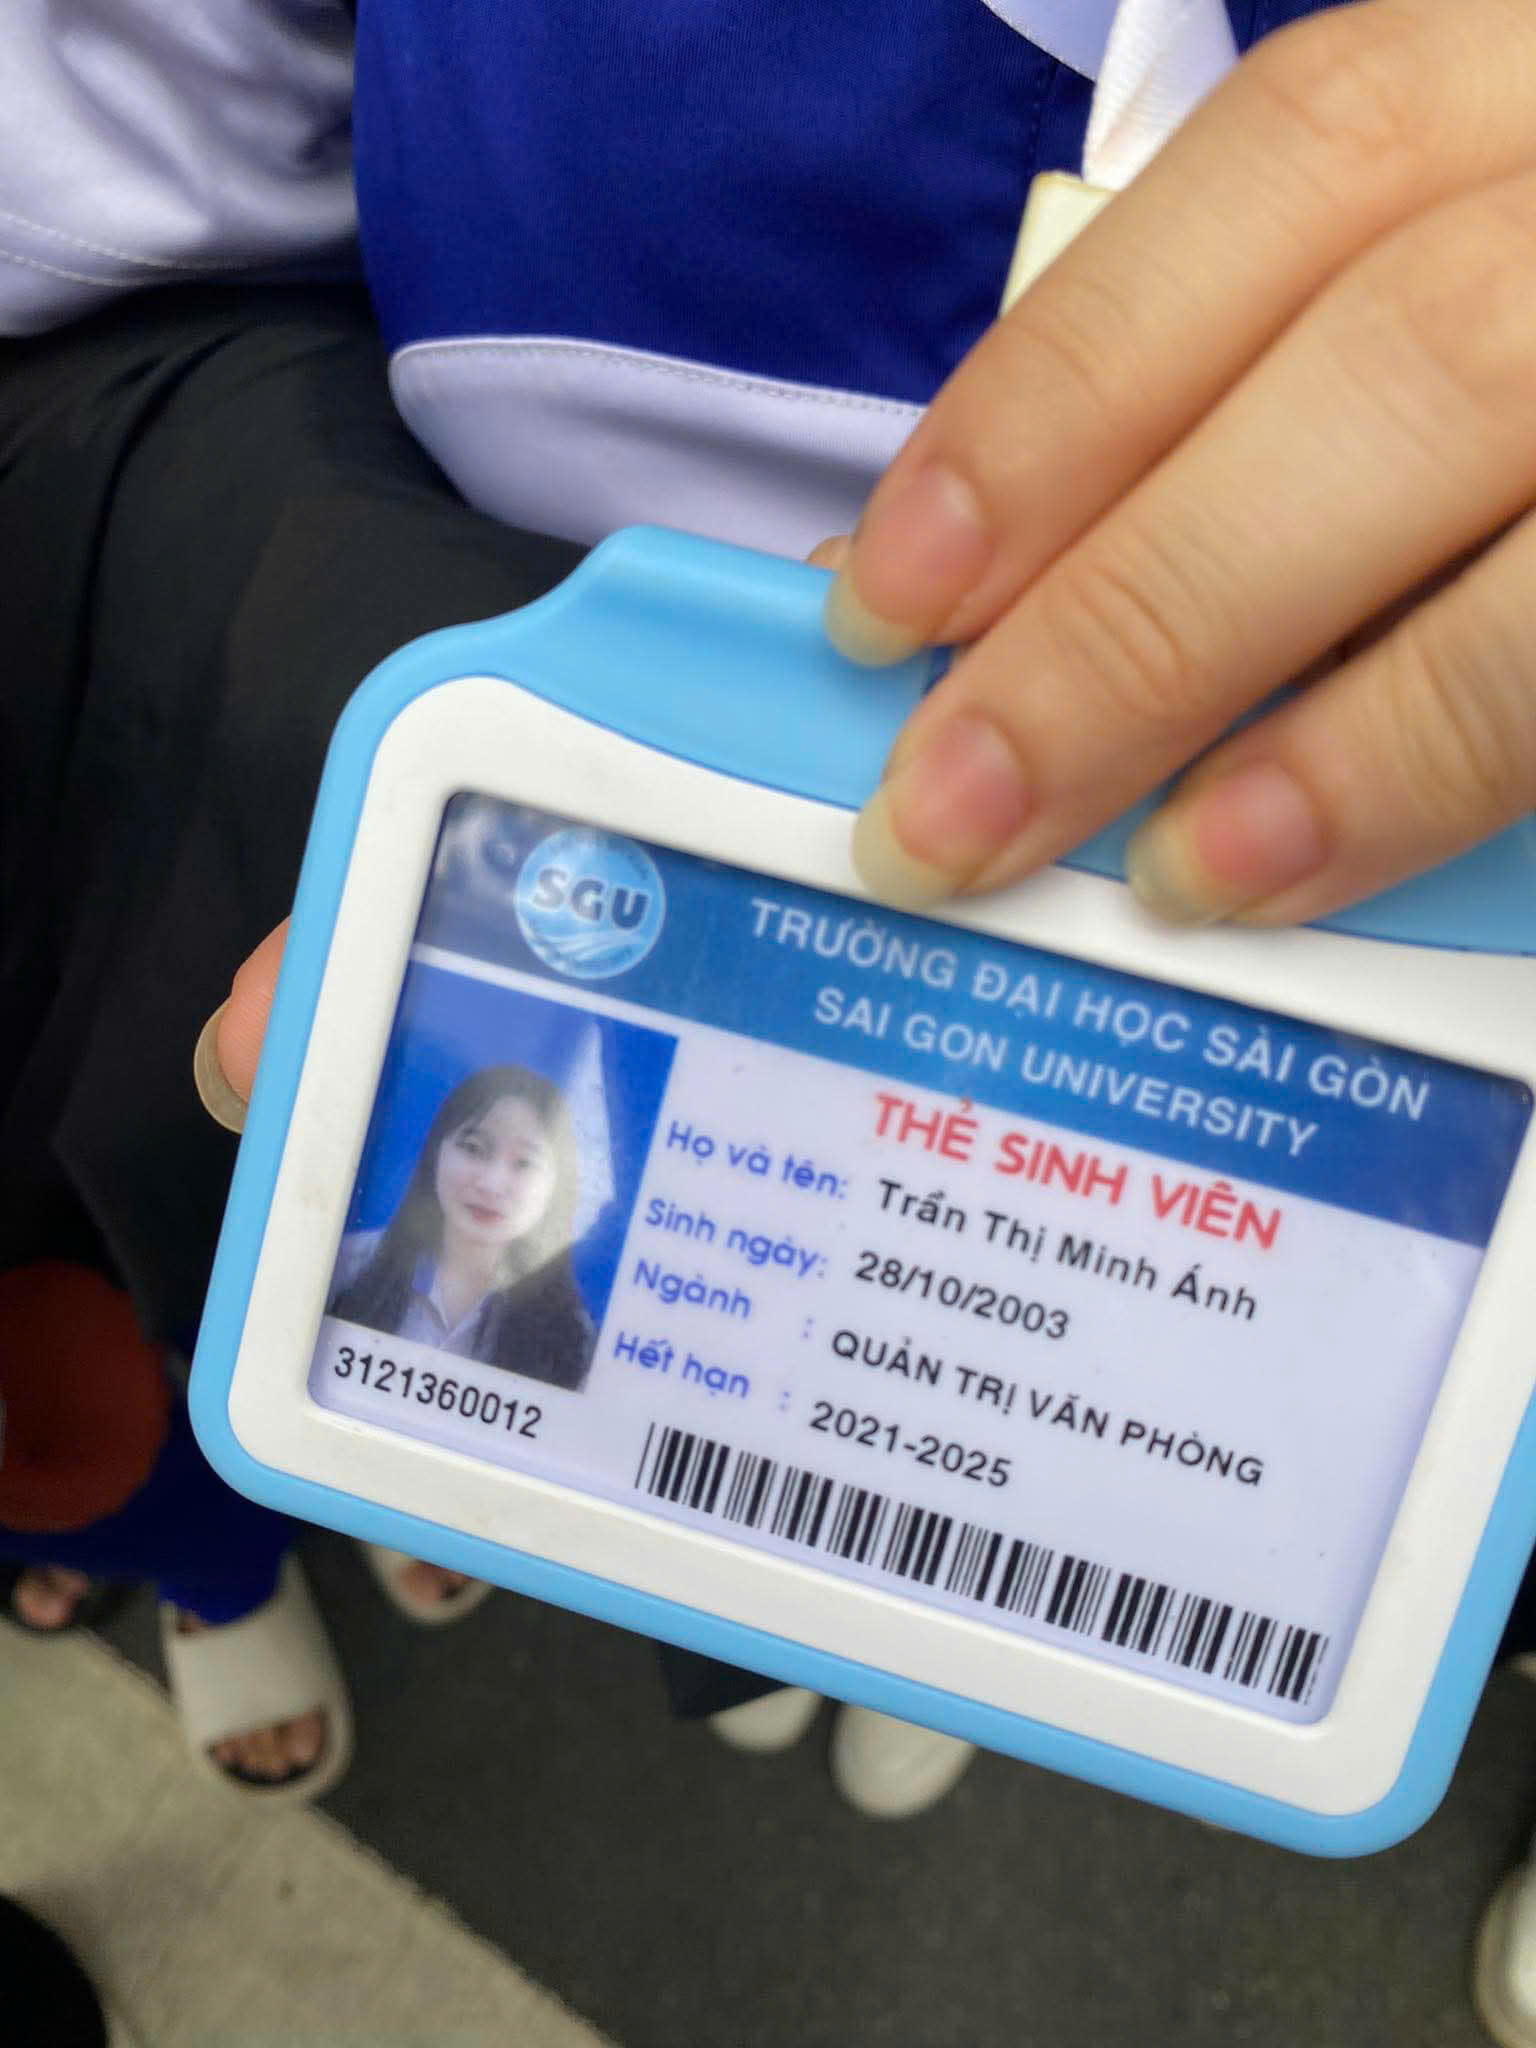 SGU
TRƯỜNG ĐẠI HỌC SÀI GÒN
SAI GON UNIVERSITY
THẺ SINH VIÊN
Họ và tên: Trần Thị Minh Ánh
Sinh ngày: 28/10/2003
Ngành : QUẢN TRỊ VĂN PHÒNG
Hết hạn : 2021-2025
3121360012